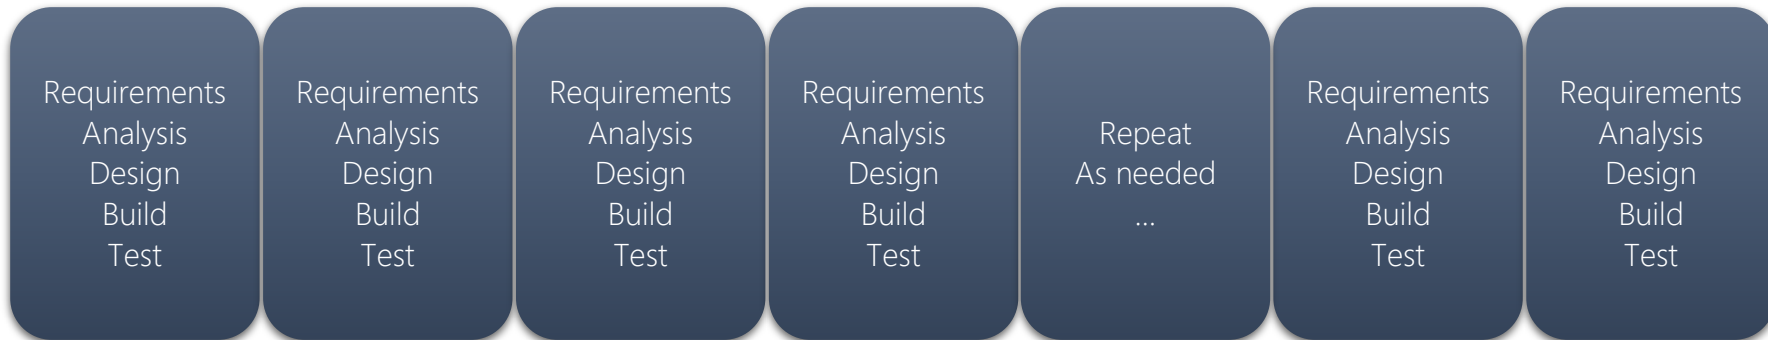 Requirements
Analysis
Design
Build
Test
Requirements
Analysis
Design
Build
Test
Requirements
Analysis
Design
Build
Test
Requirements
Analysis
Design
Build
Test
Repeat
As needed
...
Requirements
Analysis
Design
Build
Test
Requirements
Analysis
Design
Build
Test